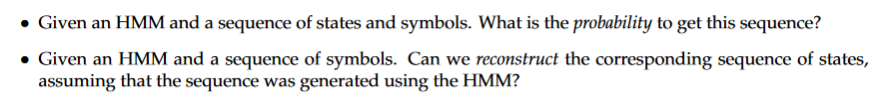 • Given an HMM and a sequence of states and symbols. What is the probability to get this sequence?
• Given an HMM and a sequence of symbols. Can we reconstruct the corresponding sequence of states,
assuming that the sequence was generated using the HMM?